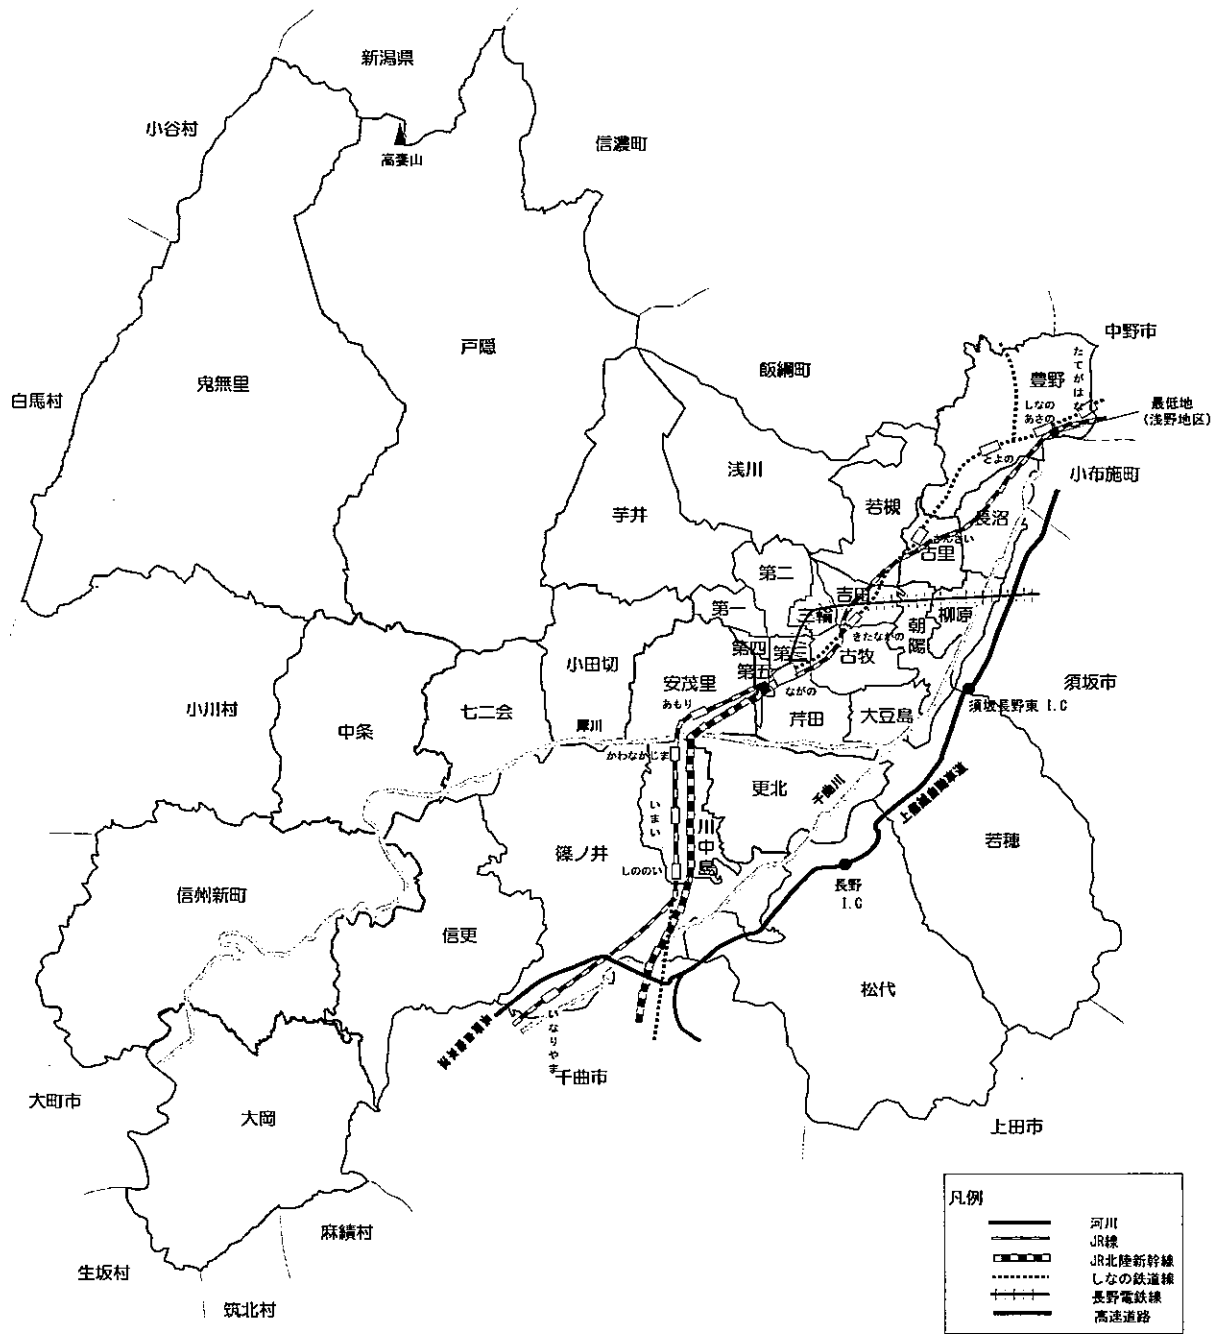 新潟県
小谷村
高妻山
信濃町
中野市
戸隠
飯綱町
豊野
たてがはな
鬼無里
白馬村
しなの
あさの
最低地
(浅野地区)
とよの
小布施町
浅川
若槻
芋井
長沼
古里
第二
吉田
第一
三輪
柳原
朝陽
きたながの
第四
第三
古牧
小田切
第五
安茂里
須坂市
ながの
小川村
七二会
あもり
芹田
大豆島
須坂長野東 I.C
中条
犀川
かわなかじま
更北
千曲川
上信越自動車道
いまい
川中島
若穂
篠ノ井
しののい
長野
I.C
信州新町
信更
松代
いなりやま
千曲市
大町市
大岡
上田市
麻績村
生坂村
筑北村
凡例
河川
JR線
JR北陸新幹線
しなの鉄道線
長野電鉄線
高速道路